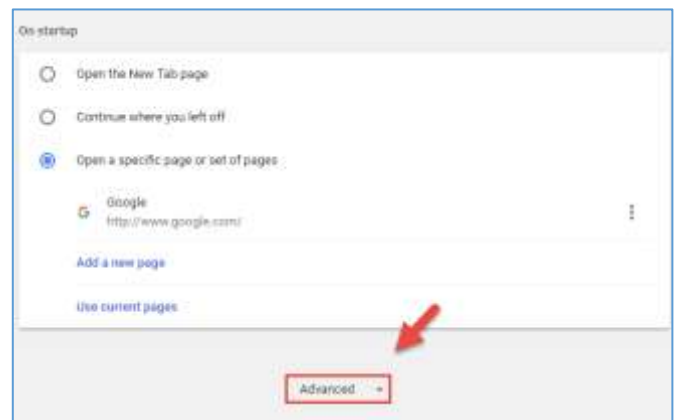 On startup
Open the New Tab page
Continue where you left off
Open a specific page or set of pages
Google
http://www.google.com/
Add a new page
Use current pages
Advanced